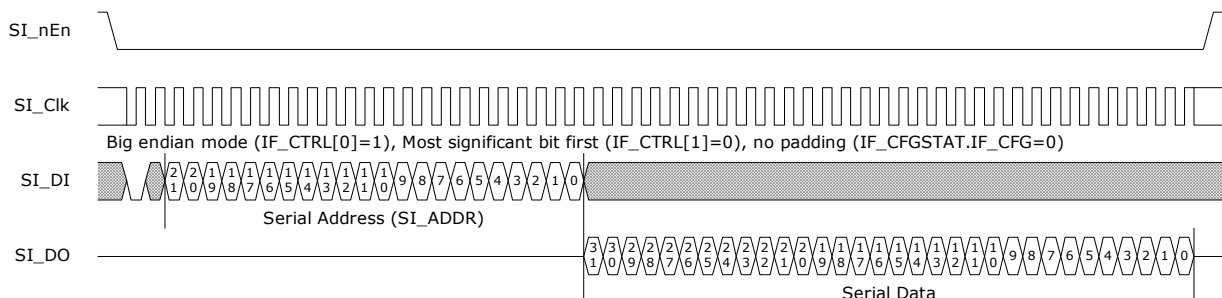 SI_nEn
SI_Clk
Big endian mode (IF_CTRL[0]=1), Most significant bit first (IF_CTRL[1]=0), no padding (IF_CFGSTAT.IF_CFG=0)
SI_DI
21 20 19 18 17 16 15 14 13 12 11 10 9 8 7 6 5 4 3 2 1 0
Serial Address (SI_ADDR)
SI_DO
31 30 29 28 27 26 25 24 23 22 21 20 19 18 17 16 15 14 13 12 11 10 9 8 7 6 5 4 3 2 1 0
Serial Data